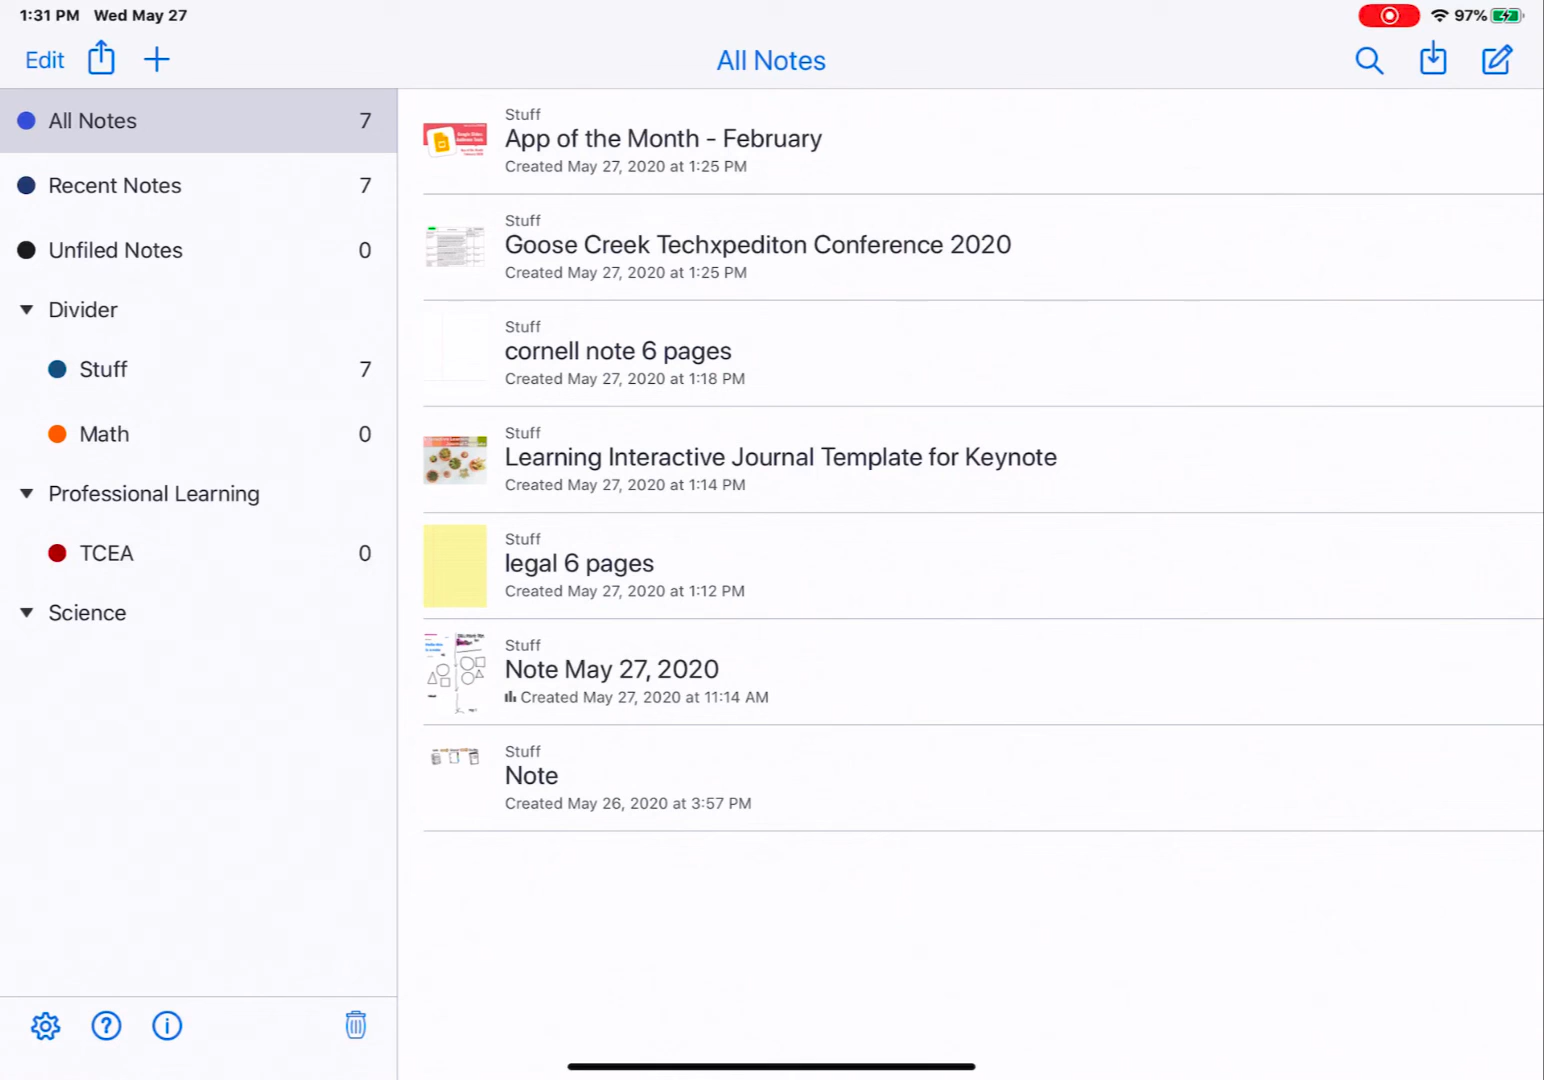 1:31 PM Wed May 27
97%
Edit
All Notes
All Notes 7
Recent Notes 7
Unfiled Notes 0
Divider
Stuff 7
Math 0
Professional Learning
TCEA 0
Science
Stuff
App of the Month - February
Created May 27, 2020 at 1:25 PM
Stuff
Goose Creek Techxpediton Conference 2020
Created May 27, 2020 at 1:25 PM
Stuff
cornell note 6 pages
Created May 27, 2020 at 1:18 PM
Stuff
Learning Interactive Journal Template for Keynote
Created May 27, 2020 at 1:14 PM
Stuff
legal 6 pages
Created May 27, 2020 at 1:12 PM
Stuff
Note May 27, 2020
Created May 27, 2020 at 11:14 AM
Stuff
Note
Created May 26, 2020 at 3:57 PM